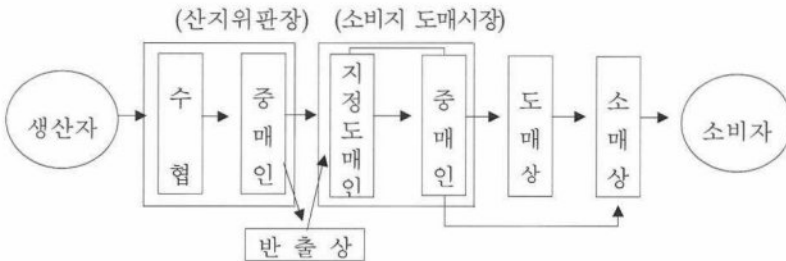 (산지위판장) (소비지 도매시장)
생산자
수협
중매인
지정도매인
중매인
도매상
소매상
소비자
반 출 상